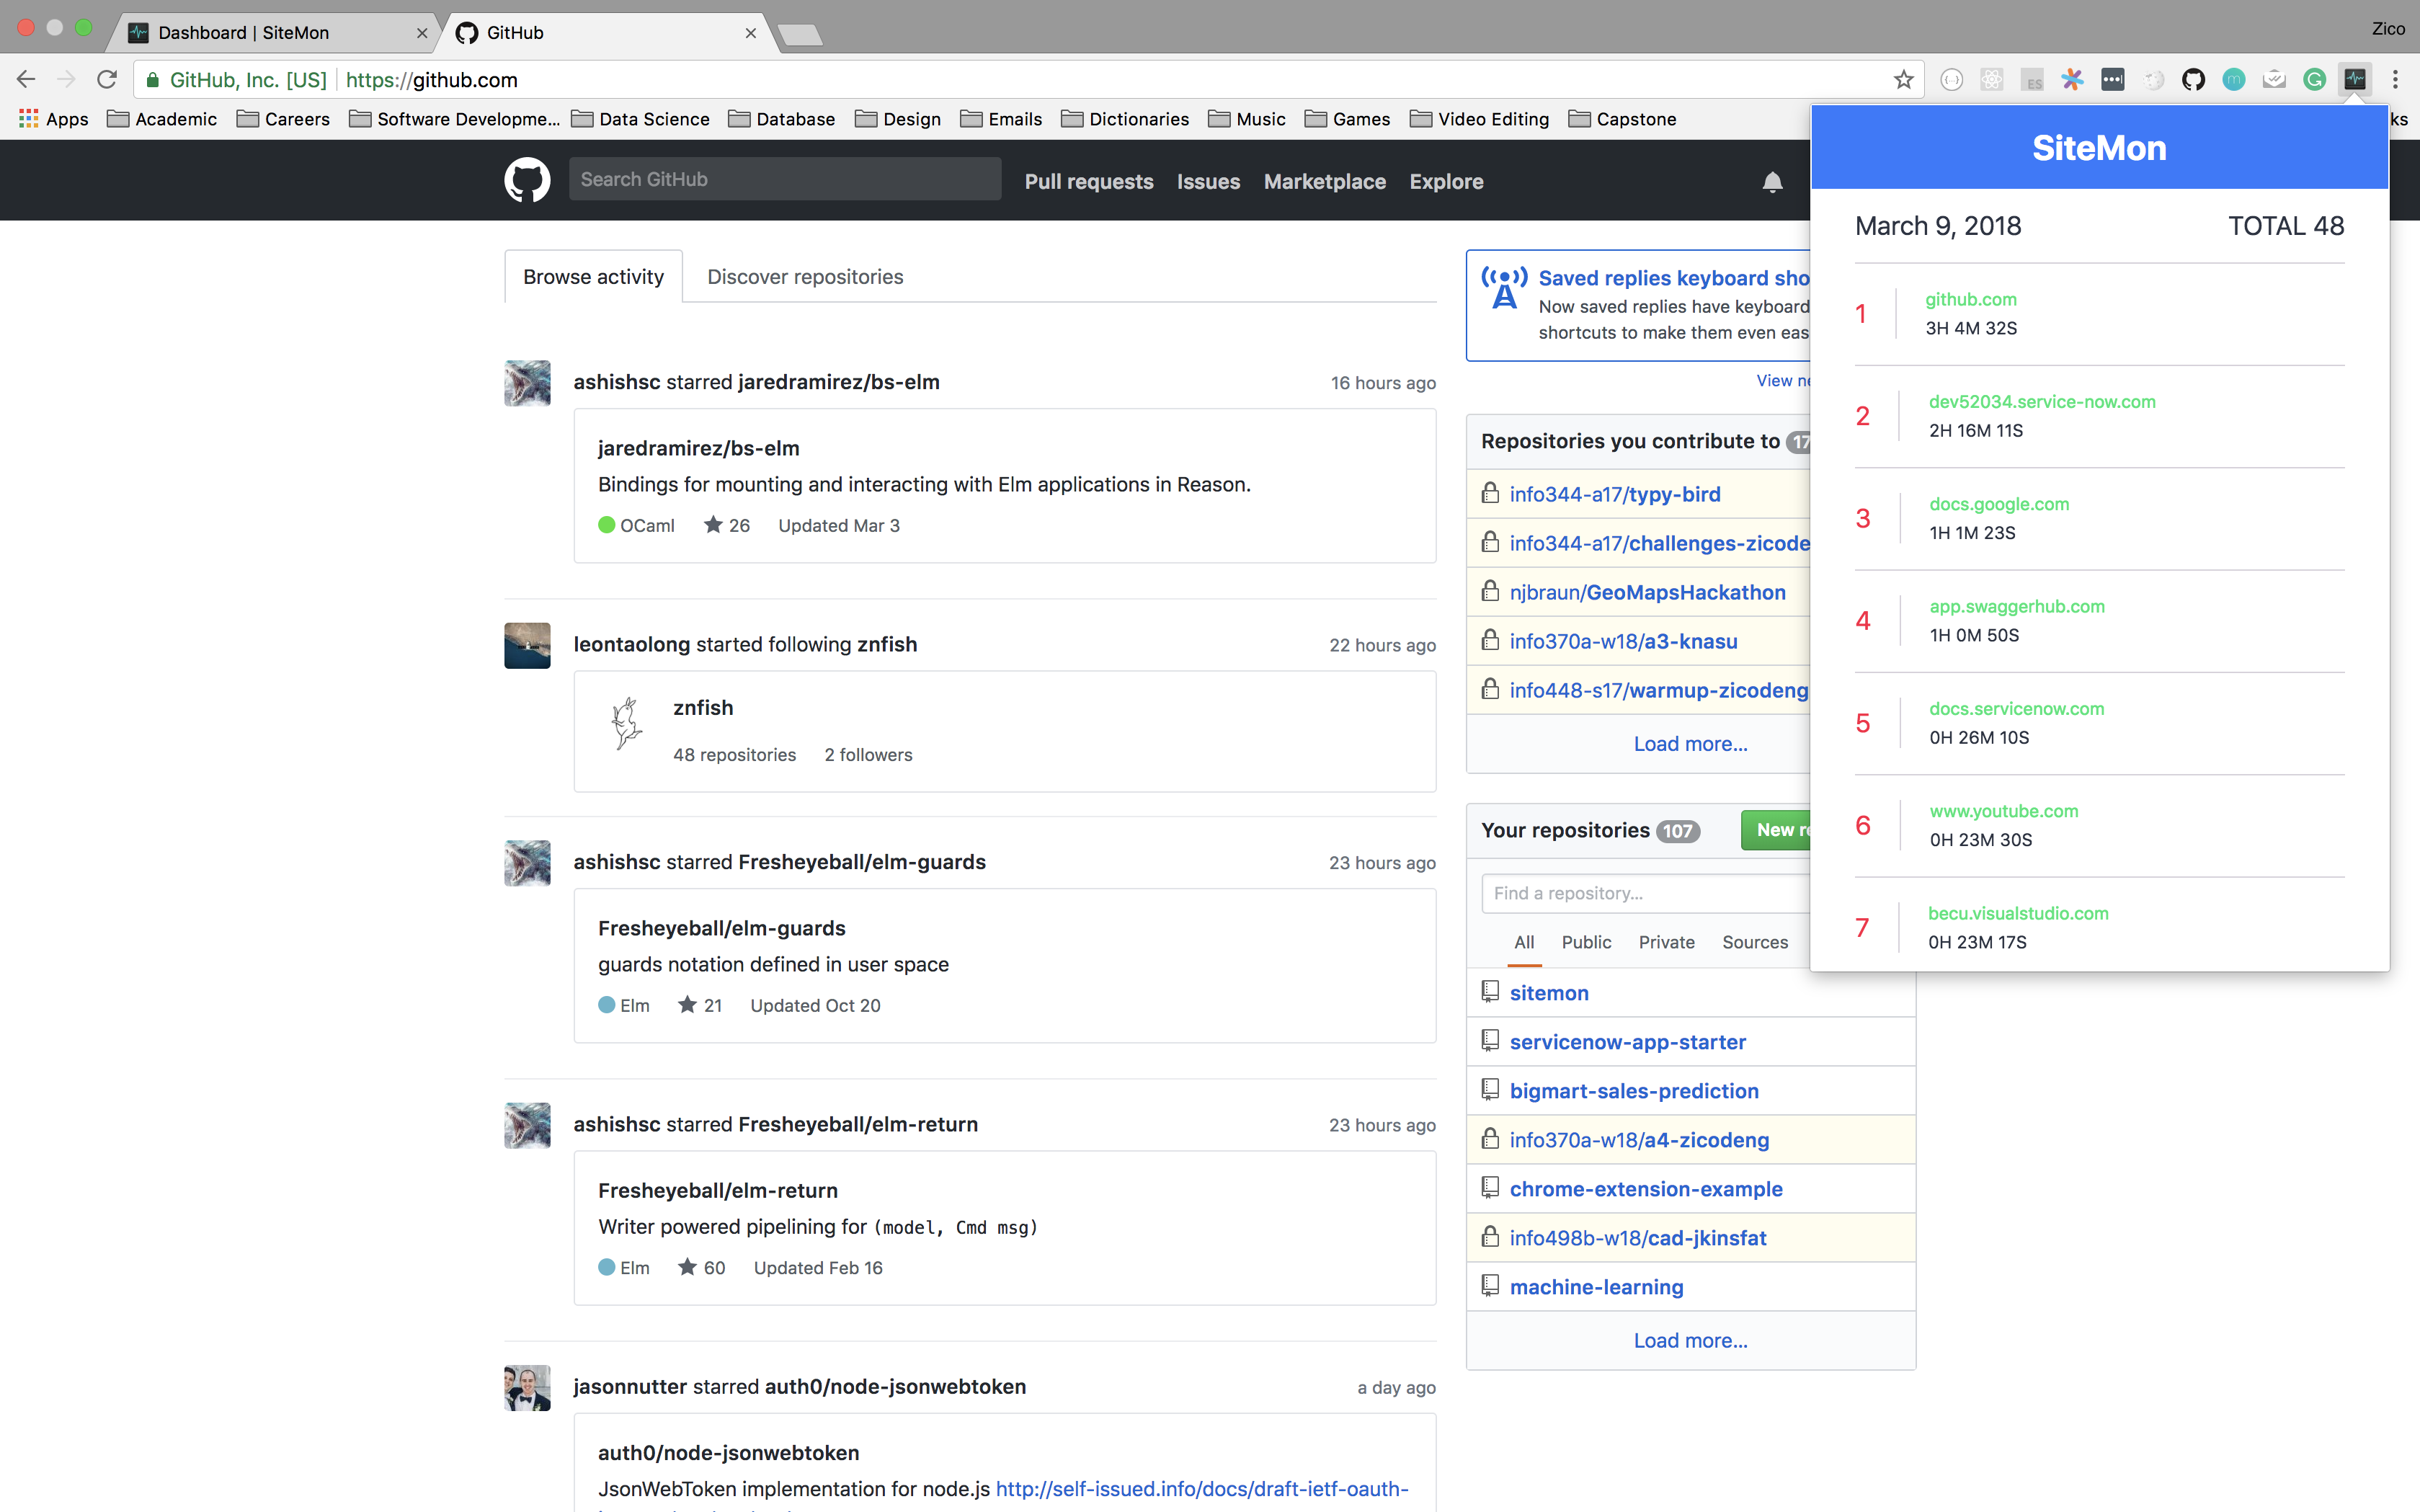 Dashboard | SiteMon
GitHub
Zico
GitHub, Inc. [US] https://github.com
Apps Academic Careers Software Developme... Data Science Database Design Emails Dictionaries Music Games Video Editing Capstone ks
Search GitHub
Pull requests Issues Marketplace Explore
Browse activity Discover repositories
ashishsc starred jaredramirez/bs-elm 16 hours ago
jaredramirez/bs-elm
Bindings for mounting and interacting with Elm applications in Reason.
OCaml 26 Updated Mar 3
leontaolong started following znfish 22 hours ago
znfish
48 repositories 2 followers
ashishsc starred Fresheyeball/elm-guards 23 hours ago
Fresheyeball/elm-guards
guards notation defined in user space
Elm 21 Updated Oct 20
ashishsc starred Fresheyeball/elm-return 23 hours ago
Fresheyeball/elm-return
Writer powered pipelining for (model, Cmd msg)
Elm 60 Updated Feb 16
jasonnutter starred auth0/node-jsonwebtoken a day ago
auth0/node-jsonwebtoken
JsonWebToken implementation for node.js http://self-issued.info/docs/draft-ietf-oauth-
Saved replies keyboard sho
Now saved replies have keyboard
shortcuts to make them even eas
View ne
Repositories you contribute to 17
info344-a17/typy-bird
info344-a17/challenges-zicode
njbraun/GeoMapsHackathon
info370a-w18/a3-knasu
info448-s17/warmup-zicodeng
Load more...
Your repositories 107
New re
Find a repository...
All Public Private Sources
sitemon
servicenow-app-starter
bigmart-sales-prediction
info370a-w18/a4-zicodeng
chrome-extension-example
info498b-w18/cad-jkinsfat
machine-learning
Load more...
SiteMon
March 9, 2018 TOTAL 48
1 github.com
3H 4M 32S
2 dev52034.service-now.com
2H 16M 11S
3 docs.google.com
1H 1M 23S
4 app.swaggerhub.com
1H 0M 50S
5 docs.servicenow.com
0H 26M 10S
6 www.youtube.com
0H 23M 30S
7 becu.visualstudio.com
0H 23M 17S